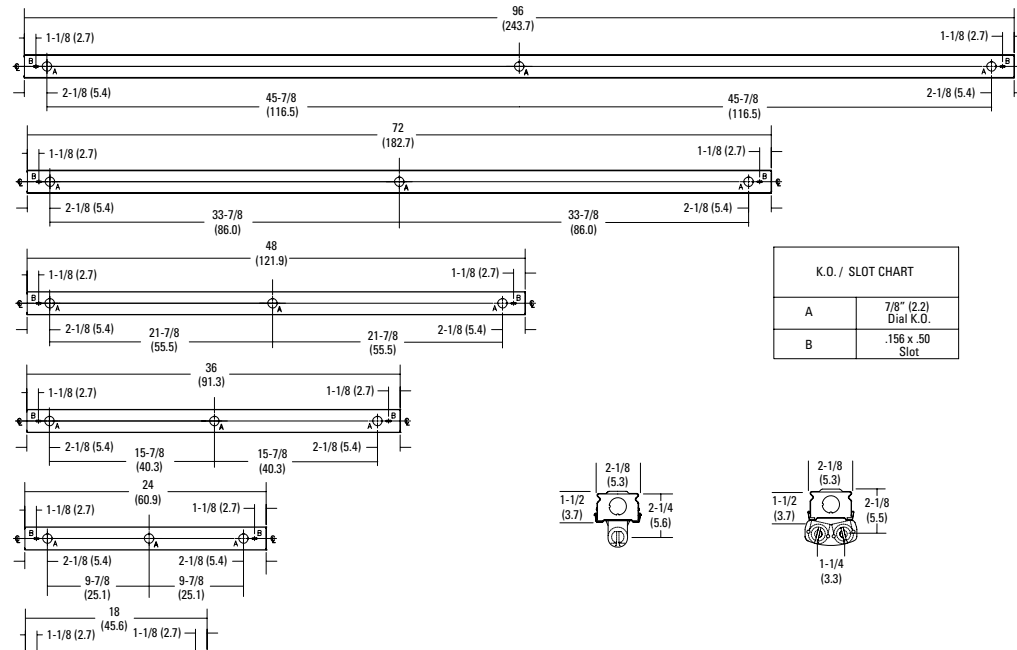 96
(243.7)
1-1/8 (2.7)
1-1/8 (2.7)
B
B
A
A
A
2-1/8 (5.4)
2-1/8 (5.4)
45-7/8
(116.5)
45-7/8
(116.5)
72
(182.7)
1-1/8 (2.7)
1-1/8 (2.7)
B
B
A
A
A
2-1/8 (5.4)
2-1/8 (5.4)
33-7/8
(86.0)
33-7/8
(86.0)
48
(121.9)
1-1/8 (2.7)
1-1/8 (2.7)
B
B
A
A
A
2-1/8 (5.4)
2-1/8 (5.4)
21-7/8
(55.5)
21-7/8
(55.5)
K.O. / SLOT CHART
A
7/8" (2.2)
Dial K.O.
B
.156 x .50
Slot
36
(91.3)
1-1/8 (2.7)
1-1/8 (2.7)
B
B
A
A
A
2-1/8 (5.4)
2-1/8 (5.4)
15-7/8
(40.3)
15-7/8
(40.3)
24
(60.9)
1-1/8 (2.7)
1-1/8 (2.7)
B
B
A
A
A
2-1/8 (5.4)
2-1/8 (5.4)
9-7/8
(25.1)
9-7/8
(25.1)
2-1/8
(5.3)
1-1/2
(3.7)
2-1/4
(5.6)
2-1/8
(5.3)
1-1/2
(3.7)
2-1/8
(5.5)
1-1/4
(3.3)
18
(45.6)
1-1/8 (2.7)
1-1/8 (2.7)